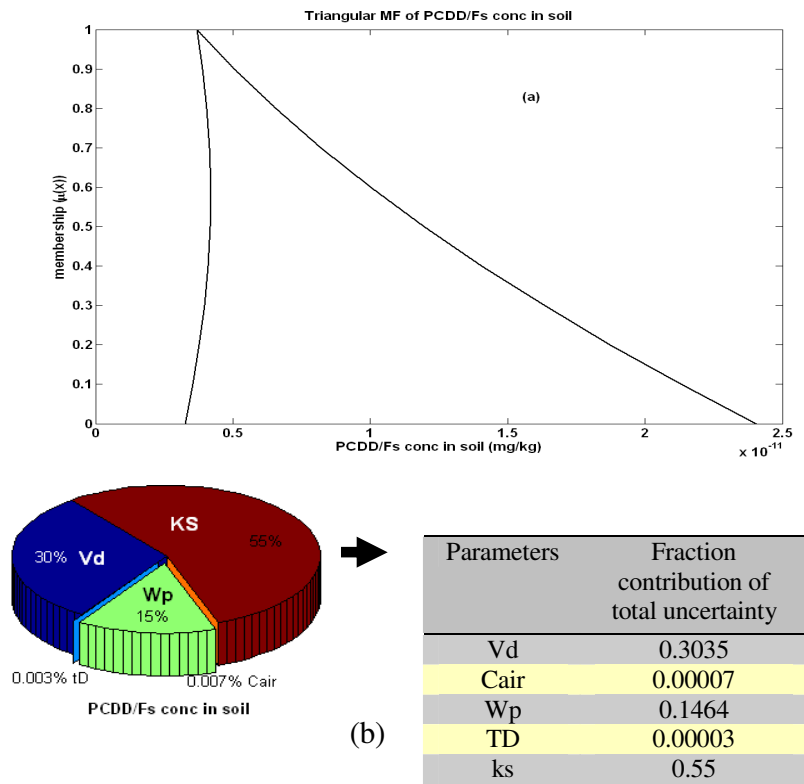 Triangular MF of PCDD/Fs conc in soil
1
0.9
0.8
0.7
0.6
0.5
0.4
0.3
0.2
0.1
0
membership (μ(x))
(a)
0
0.5
1
1.5
2
2.5
PCDD/Fs conc in soil (mg/kg)
x 10⁻¹¹
KS
55%
30%
Vd
Wp
15%
0.003% tD
0.007% Cair
PCDD/Fs conc in soil
(b)
Parameters
Fraction
contribution of
total uncertainty
Vd 0.3035
Cair 0.00007
Wp 0.1464
TD 0.00003
ks 0.55